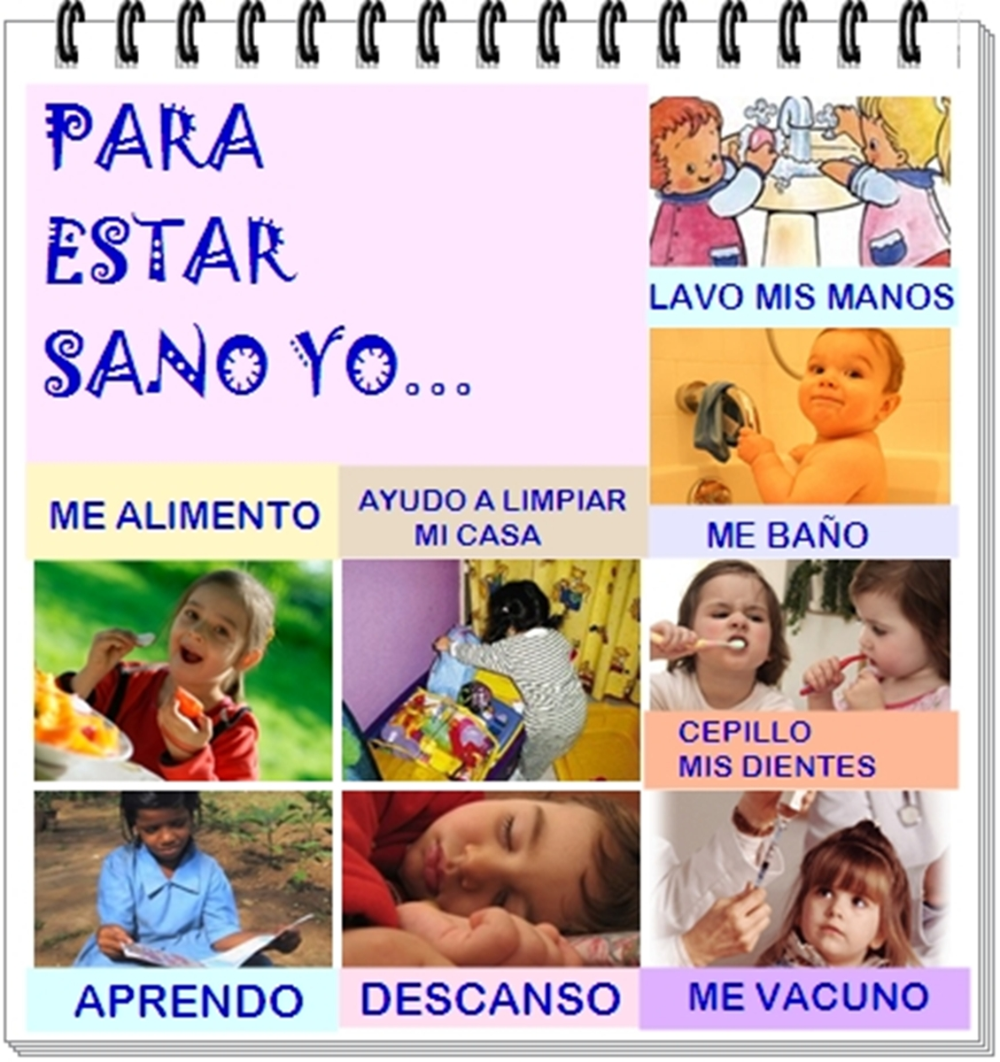 PARA
ESTAR
SANO YO...
LAVO MIS MANOS
ME BAÑO
ME ALIMENTO
AYUDO A LIMPIAR
MI CASA
CEPILLO
MIS DIENTES
APRENDO
DESCANSO
ME VACUNO